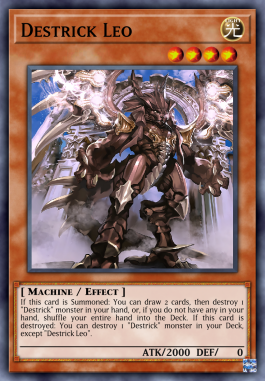 Destrick Leo
LIGHT
光
[ Machine / Effect ]
If this card is Summoned: You can draw 2 cards, then destroy 1
"Destrick" monster in your hand, or, if you do not have any in your
hand, shuffle your entire hand into the Deck. If this card is
destroyed: You can destroy 1 "Destrick" monster in your Deck,
except "Destrick Leo".
ATK/2000 DEF/ 0